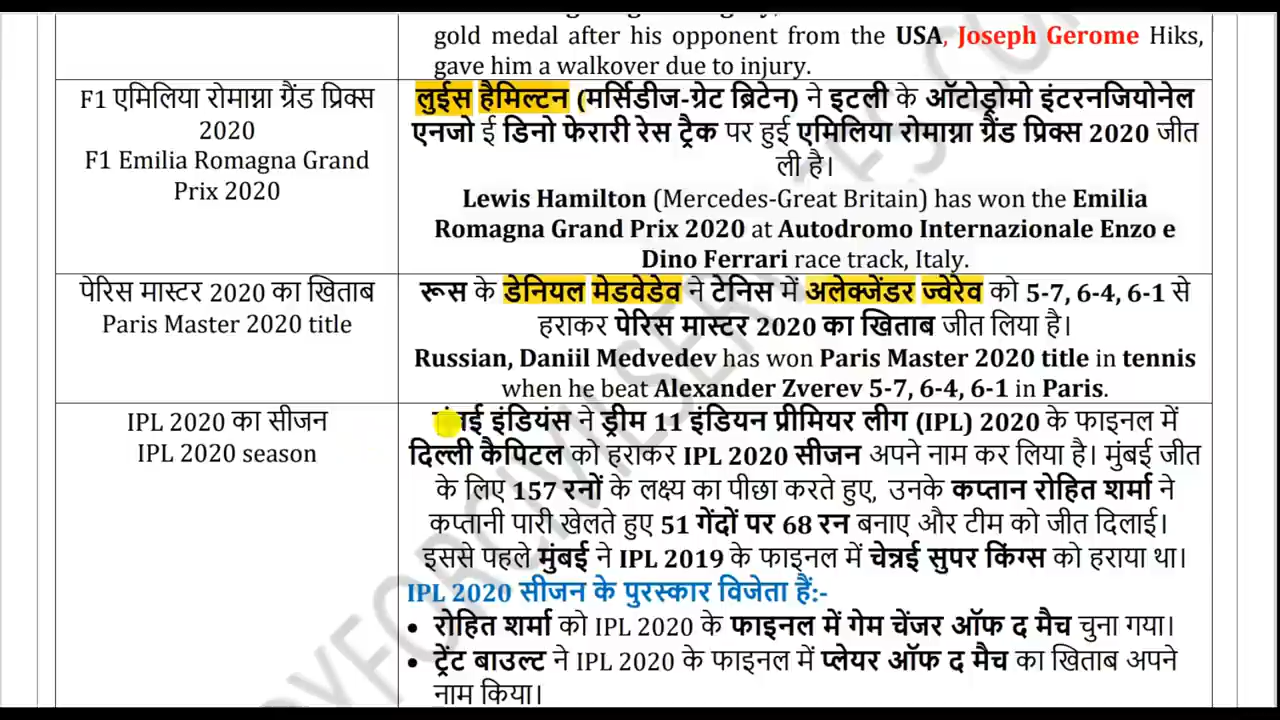 gold medal after his opponent from the USA, Joseph Gerome Hiks,
gave him a walkover due to injury.
F1 एमिलिया रोमाग्ना ग्रैंड प्रिक्स
2020
F1 Emilia Romagna Grand
Prix 2020
लुईस हैमिल्टन (मर्सिडीज-ग्रेट ब्रिटेन) ने इटली के ऑटोड्रोमो इंटरनजियोनेल
एनजो ई डिनो फेरारी रेस ट्रैक पर हुई एमिलिया रोमाग्ना ग्रैंड प्रिक्स 2020 जीत
ली है।
Lewis Hamilton (Mercedes-Great Britain) has won the Emilia
Romagna Grand Prix 2020 at Autodromo Internazionale Enzo e
Dino Ferrari race track, Italy.
पेरिस मास्टर 2020 का खिताब
Paris Master 2020 title
रूस के डेनियल मेडवेडेव ने टेनिस में अलेक्जेंडर ज्वेरेव को 5-7, 6-4, 6-1 से
हराकर पेरिस मास्टर 2020 का खिताब जीत लिया है।
Russian, Daniil Medvedev has won Paris Master 2020 title in tennis
when he beat Alexander Zverev 5-7, 6-4, 6-1 in Paris.
IPL 2020 का सीजन
IPL 2020 season
मुंबई इंडियंस ने ड्रीम 11 इंडियन प्रीमियर लीग (IPL) 2020 के फाइनल में
दिल्ली कैपिटल को हराकर IPL 2020 सीजन अपने नाम कर लिया है। मुंबई जीत
के लिए 157 रनों के लक्ष्य का पीछा करते हुए, उनके कप्तान रोहित शर्मा ने
कप्तानी पारी खेलते हुए 51 गेंदों पर 68 रन बनाए और टीम को जीत दिलाई।
इससे पहले मुंबई ने IPL 2019 के फाइनल में चेन्नई सुपर किंग्स को हराया था।
IPL 2020 सीजन के पुरस्कार विजेता हैं:-
• रोहित शर्मा को IPL 2020 के फाइनल में गेम चेंजर ऑफ द मैच चुना गया।
• ट्रेंट बाउल्ट ने IPL 2020 के फाइनल में प्लेयर ऑफ द मैच का खिताब अपने
नाम किया।